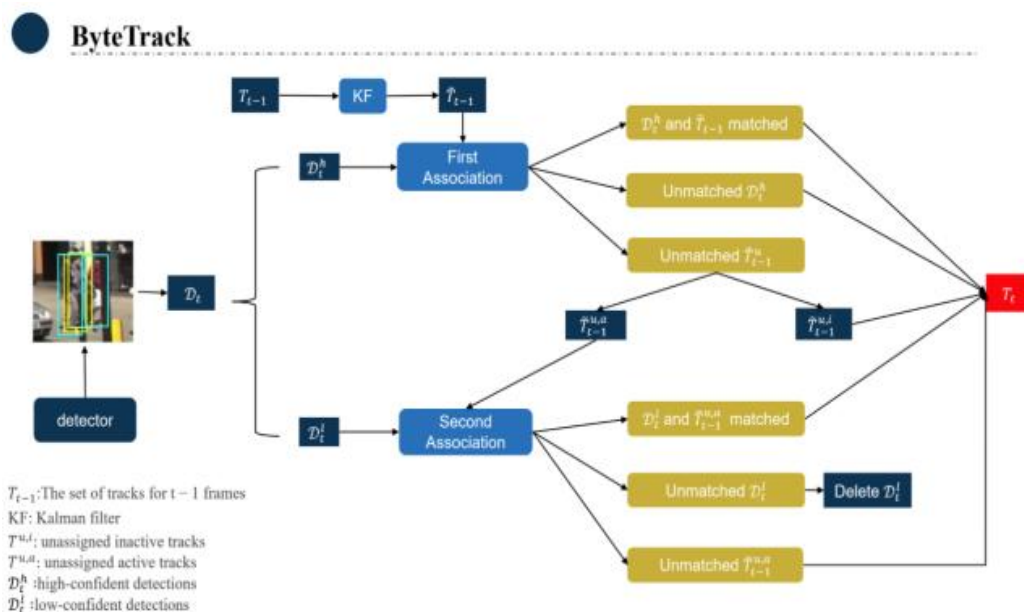 ByteTrack
T_{t-1}
KF
T̂_{t-1}
𝒟_t^h
First
Association
𝒟_t^h and T̂_{t-1} matched
Unmatched 𝒟_t^h
Unmatched T̂_{t-1}^u
𝒟_t
T_t
T̂_{t-1}^{u,a}
T̂_{t-1}^{u,i}
detector
𝒟_t^l
Second
Association
𝒟_t^l and T̂_{t-1}^{u,a} matched
Unmatched 𝒟_t^l
Delete 𝒟_t^l
Unmatched T̂_{t-1}^{u,a}
T_{t-1}:The set of tracks for t − 1 frames
KF: Kalman filter
T^{u,i}: unassigned inactive tracks
T^{u,a}: unassigned active tracks
𝒟_t^h :high-confident detections
𝒟_t^l :low-confident detections